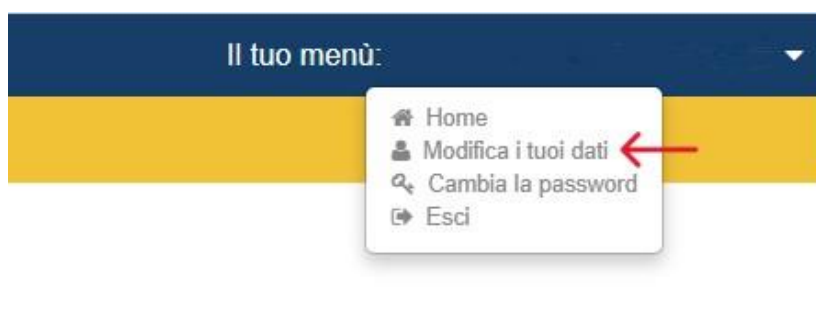 Il tuo menù:
Home
Modifica i tuoi dati
Cambia la password
Esci